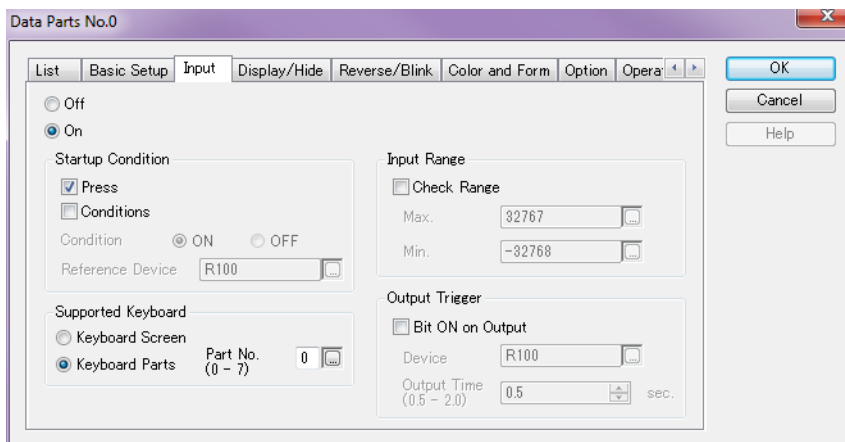 Data Parts No.0
List Basic Setup Input Display/Hide Reverse/Blink Color and Form Option Opera
OK
Cancel
Help
Off
On
Startup Condition
Press
Conditions
Condition ON OFF
Reference Device R100 ...
Supported Keyboard
Keyboard Screen
Keyboard Parts Part No. 0 ...
(0 - 7)
Input Range
Check Range
Max. 32767 ...
Min. -32768 ...
Output Trigger
Bit ON on Output
Device R100 ...
Output Time 0.5 sec.
(0.5 - 2.0)